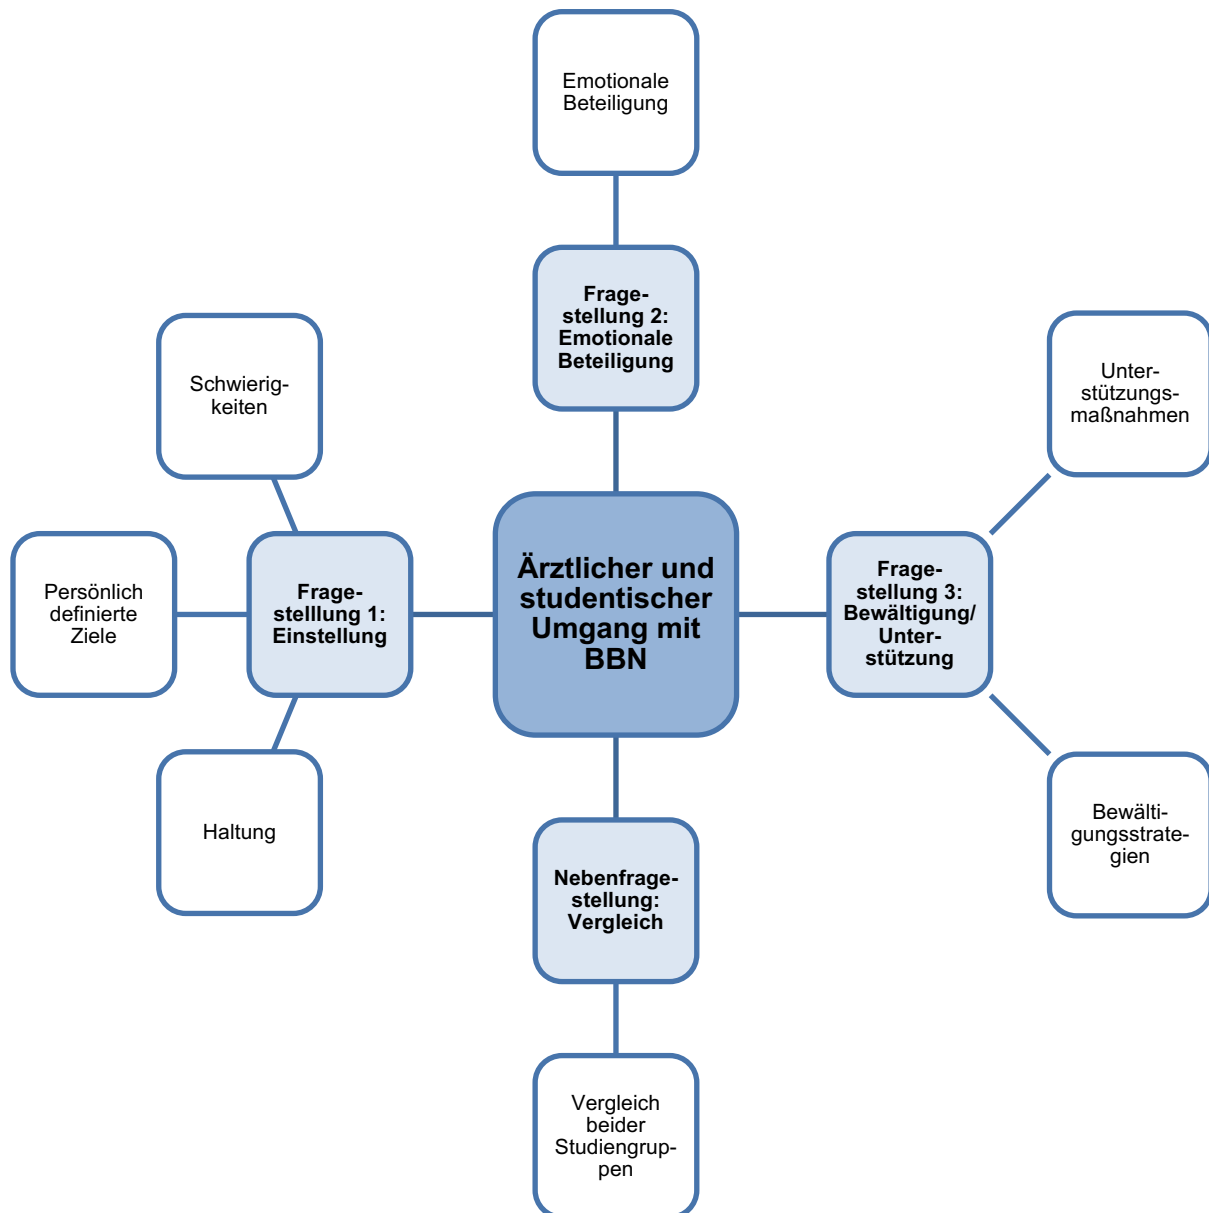 Emotionale
Beteiligung
Frage-
stellung 2:
Emotionale
Beteiligung
Schwierig-
keiten
Unter-
stützungs-
maßnahmen
Persönlich
definierte
Ziele
Frage-
stelllung 1:
Einstellung
Ärztlicher und
studentischer
Umgang mit
BBN
Frage-
stellung 3:
Bewältigung/
Unter-
stützung
Haltung
Bewälti-
gungsstrate-
gien
Nebenfrage-
stellung:
Vergleich
Vergleich
beider
Studiengrup-
pen